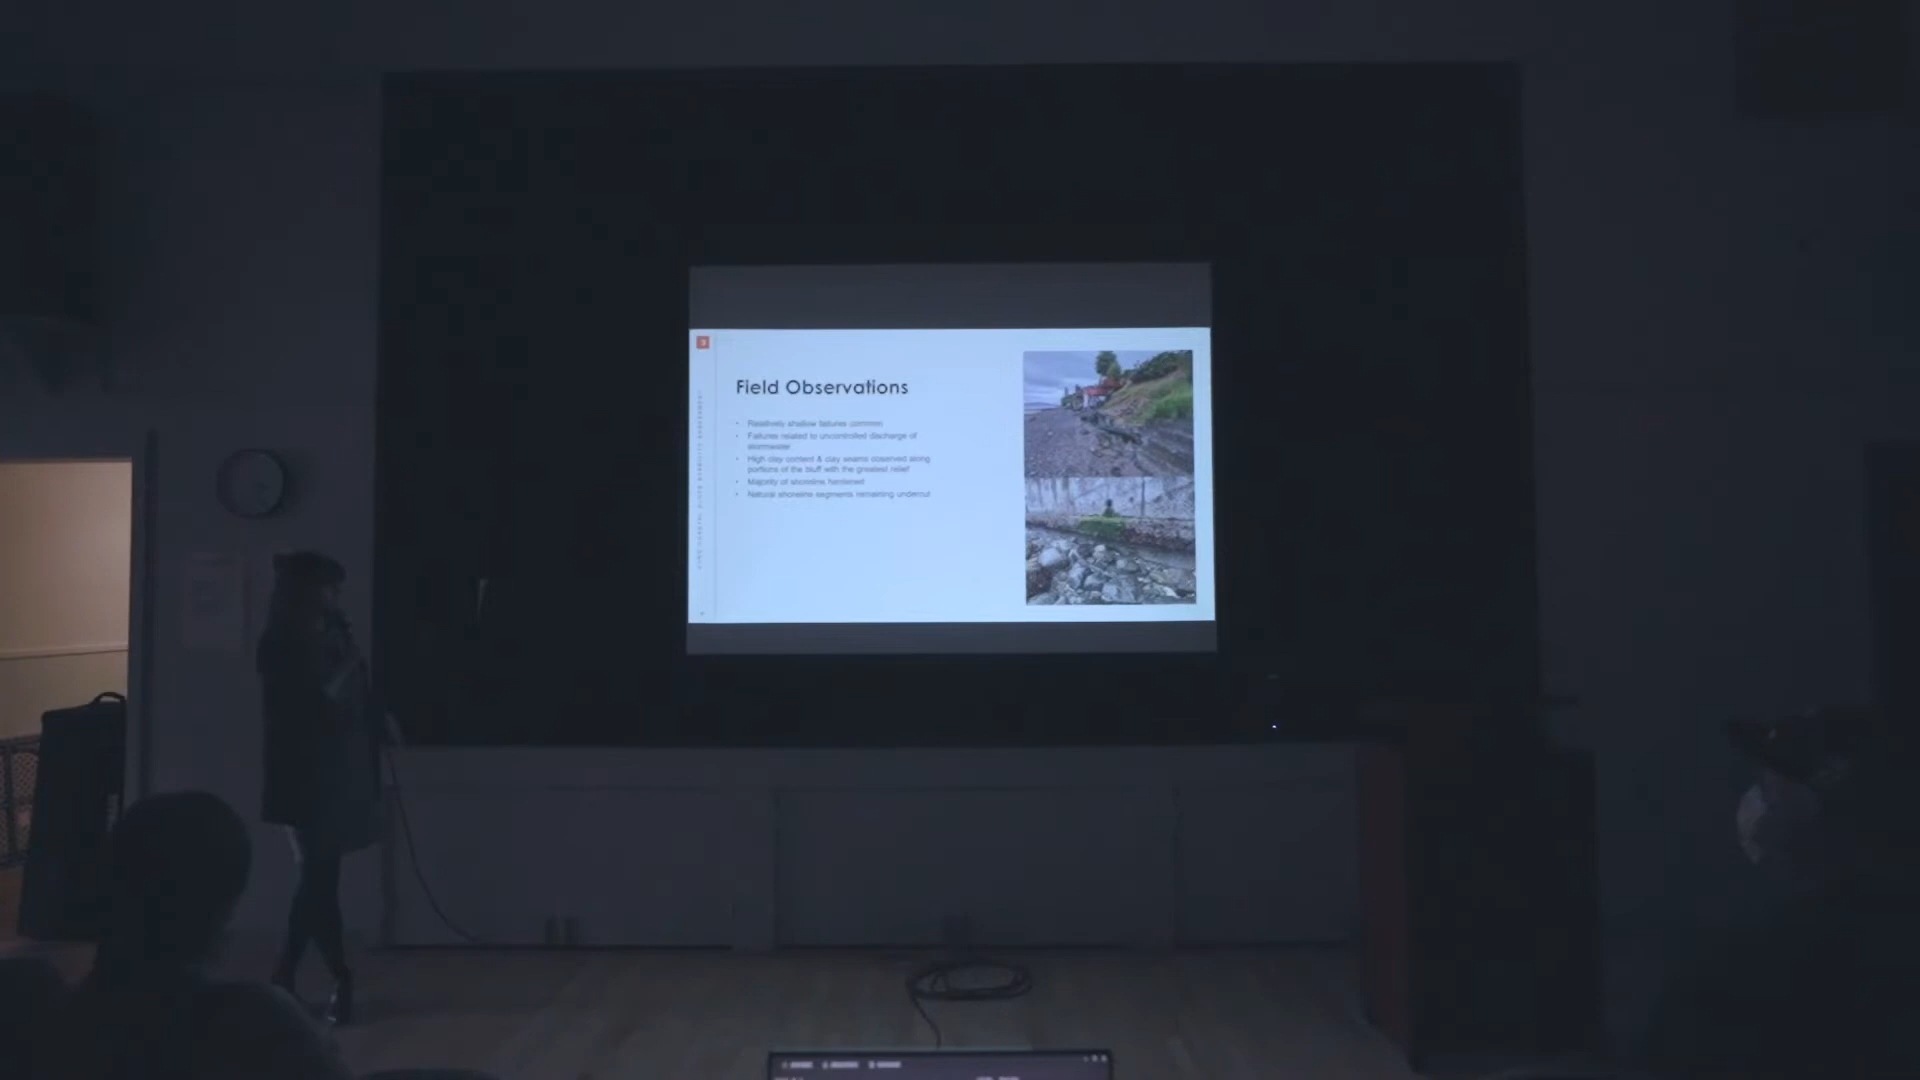 Field Observations
• Relatively shallow failures common
• Failures related to uncontrolled discharge of
stormwater
• High clay content & clay seams observed along
portions of the bluff with the greatest relief
• Majority of shoreline hardened
• Natural shoreline segments remaining undercut